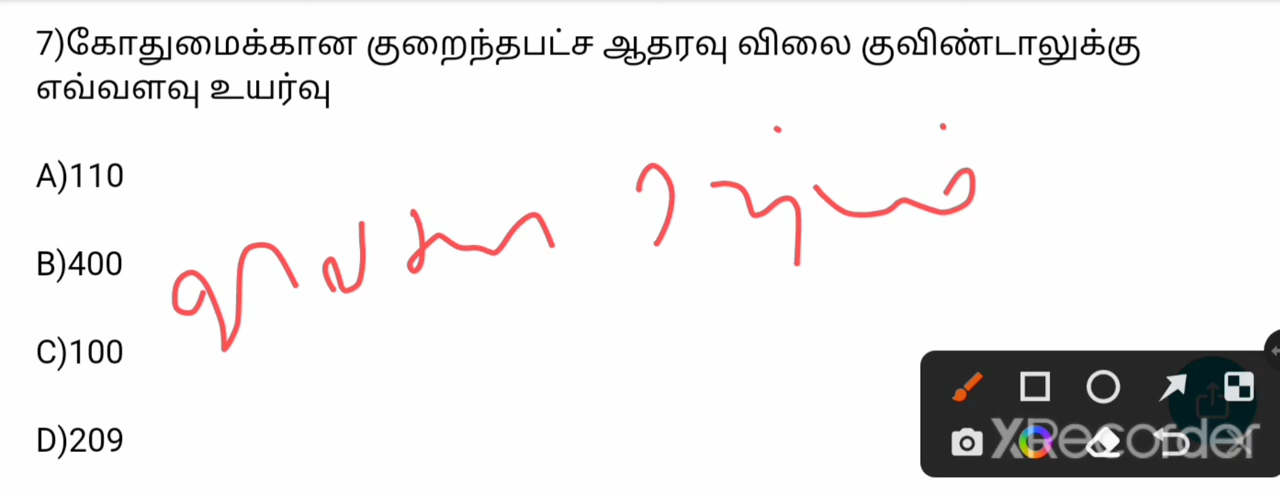 7)கோதுமைக்கான குறைந்தபட்ச ஆதரவு விலை குவிண்டாலுக்கு
எவ்வளவு உயர்வு
A)110
B)400
C)100
D)209
XRecorder